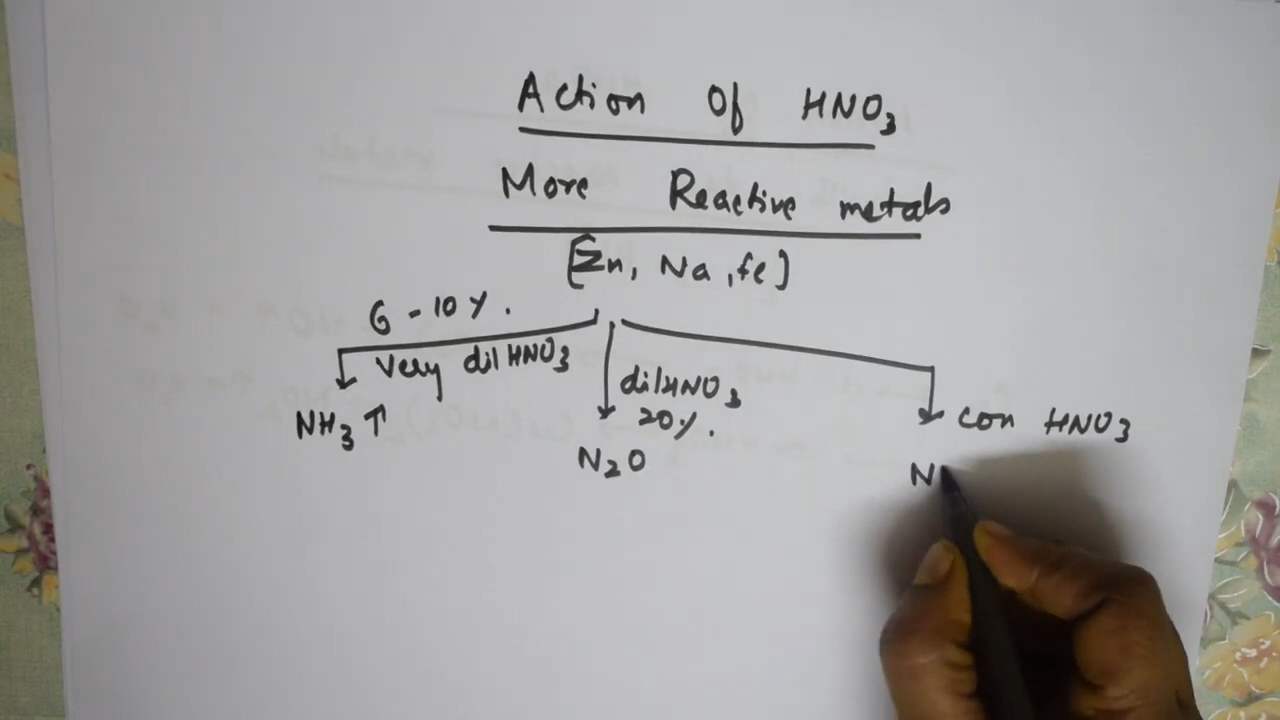 Action Of HNO3
More Reactive metals
[Zn, Na, fe]
6 - 10 %.
Very dil HNO3
NH3 ↑
dil HNO3
20%.
N2O
con HNO3
N